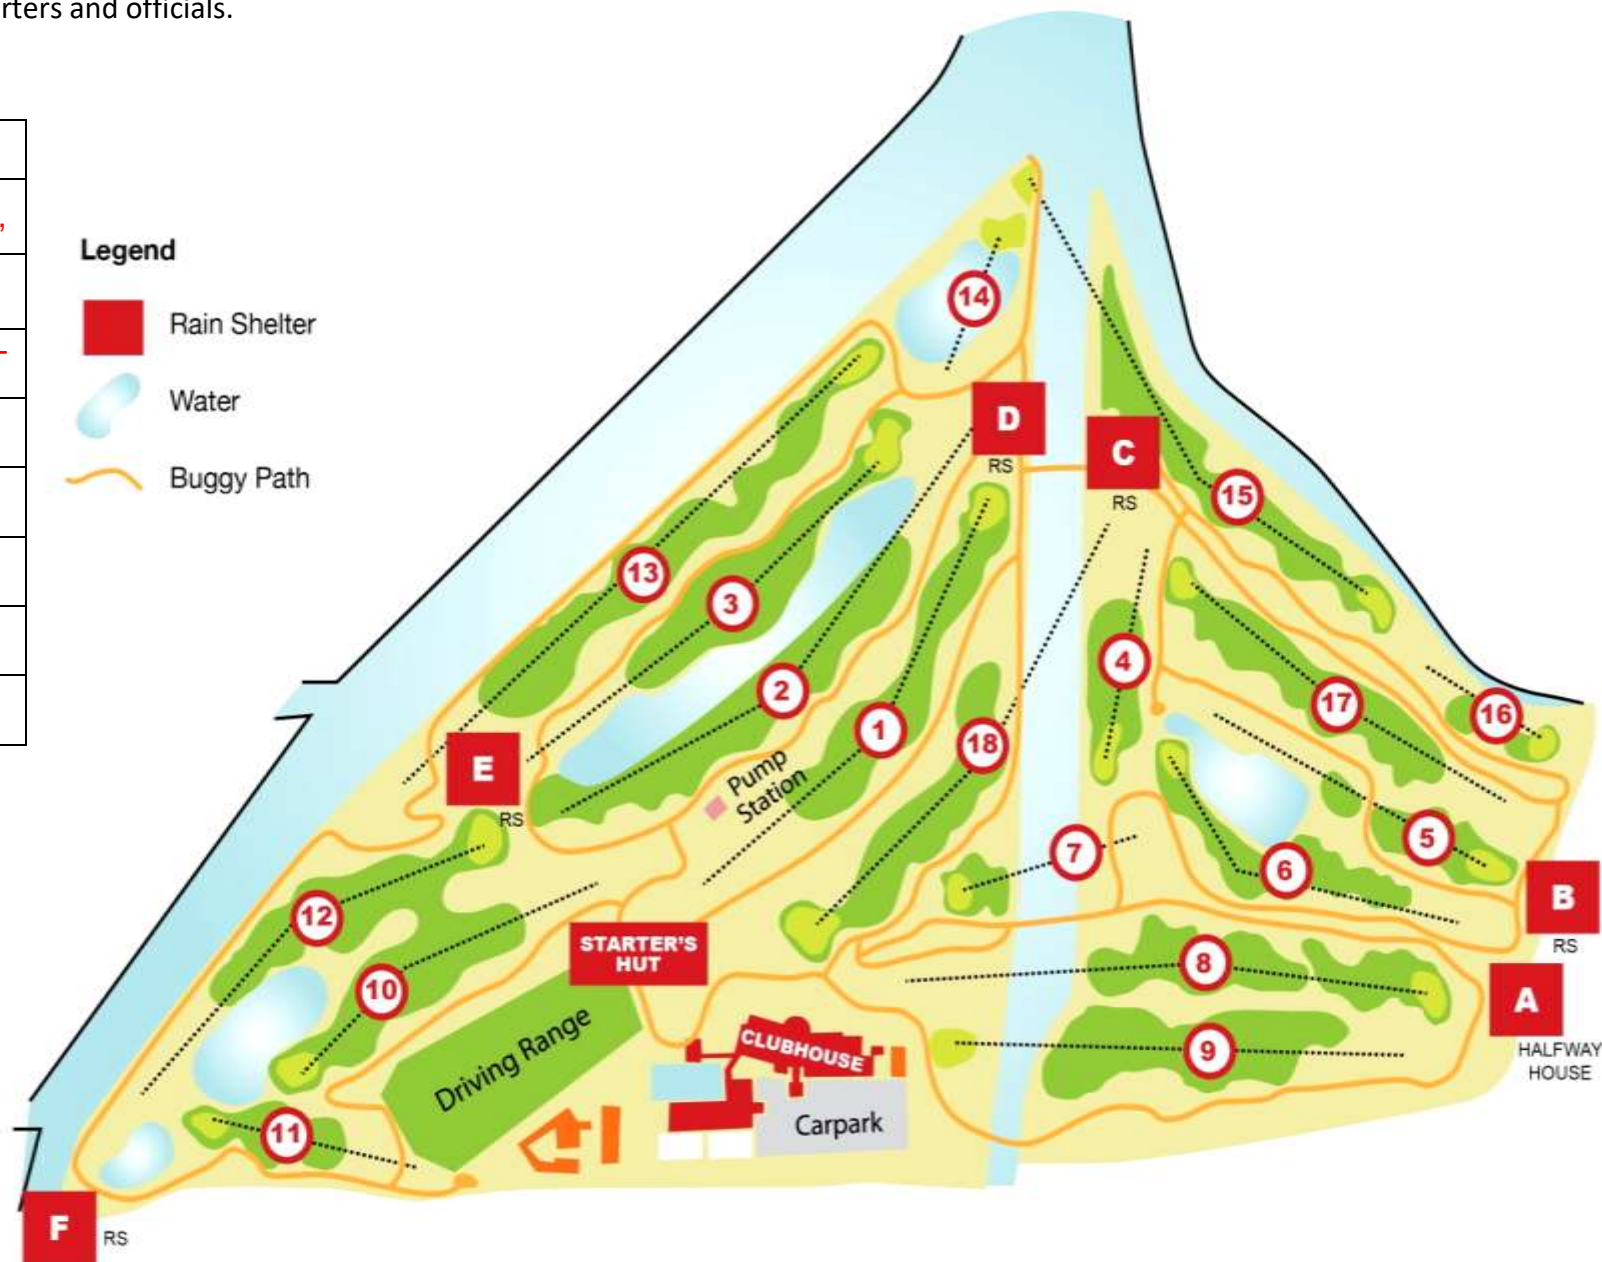 rters and officials.
,
-
Legend
Rain Shelter
Water
Buggy Path
14
D
RS
C
RS
15
13
3
4
2
17
1
16
18
E
RS
Pump
Station
7
5
6
B
RS
12
STARTER'S
HUT
8
10
A
HALFWAY
HOUSE
CLUBHOUSE
9
Driving Range
Carpark
11
F
RS